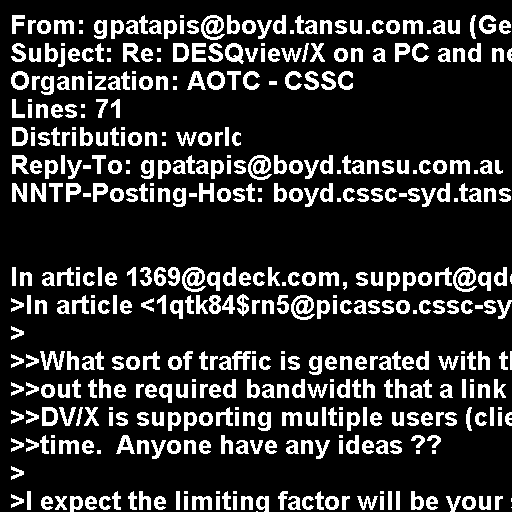 From: gpatapis@boyd.tansu.com.au (Ge
Subject: Re: DESQview/X on a PC and ne
Organization: AOTC - CSSC
Lines: 71
Distribution: world
Reply-To: gpatapis@boyd.tansu.com.au
NNTP-Posting-Host: boyd.cssc-syd.tans
In article 1369@qdeck.com, support@qde
>In article <1qtk84$rn5@picasso.cssc-sy
>
>>What sort of traffic is generated with th
>>out the required bandwidth that a link
>>DV/X is supporting multiple users (clie
>>time.  Anyone have any ideas ??
>
>I expect the limiting factor will be your s